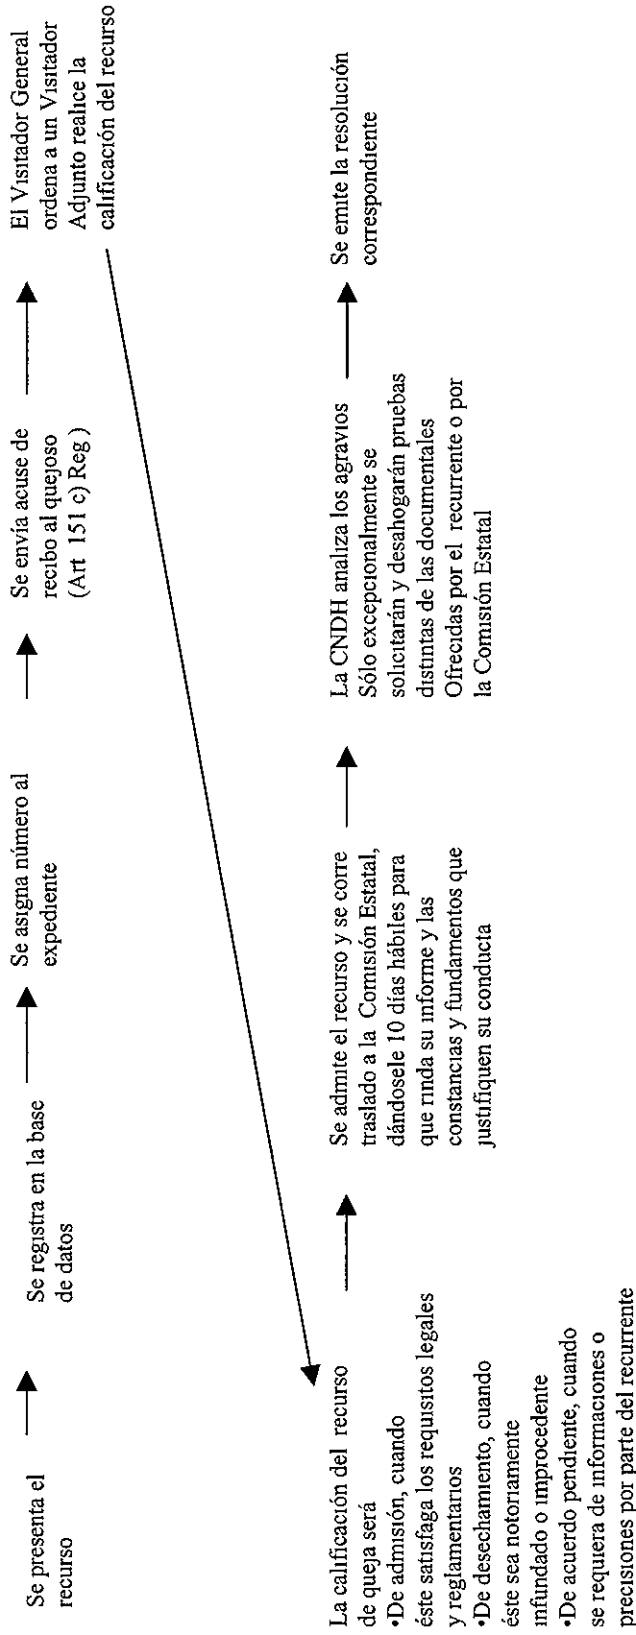 Se presenta el
recurso
Se registra en la base
de datos
Se asigna número al
expediente
Se envía acuse de
recibo al quejoso
(Art 151 c) Reg )
El Visitador General
ordena a un Visitador
Adjunto realice la
calificación del recurso
La calificación del recurso
de queja será
•De admisión, cuando
éste satisfaga los requisitos legales
y reglamentarios
•De desechamiento, cuando
éste sea notoriamente
infundado o improcedente
•De acuerdo pendiente, cuando
se requera de informaciones o
precisiones por parte del recurrente
Se admite el recurso y se corre
traslado a la Comisión Estatal,
dándosele 10 días hábiles para
que rinda su informe y las
constancias y fundamentos que
justifiquen su conducta
La CNDH analiza los agravios
Sólo excepcionalmente se
solicitarán y desahogarán pruebas
distintas de las documentales
Ofrecidas por el recurrente o por
la Comisión Estatal
Se emite la resolución
correspondiente